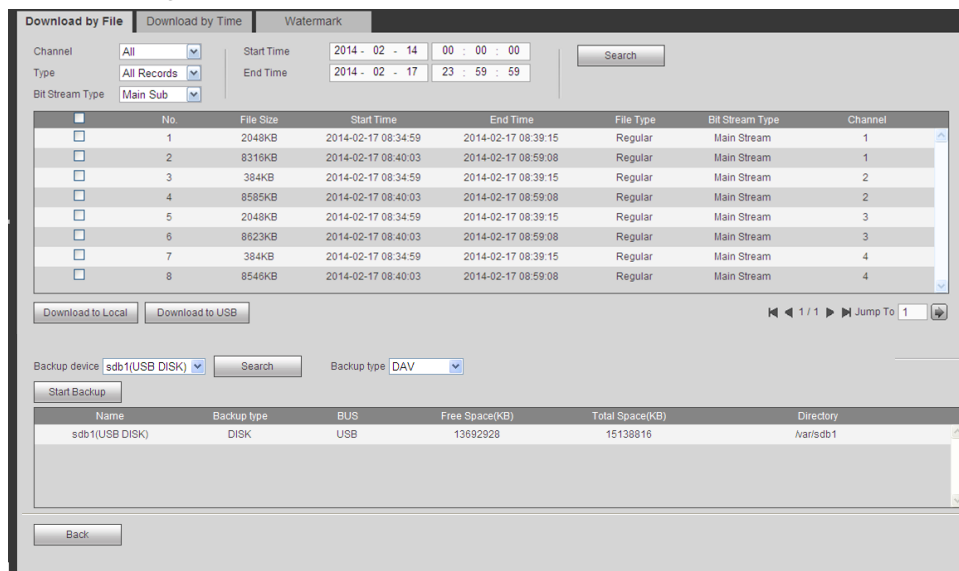 Download by File Download by Time Watermark
Channel All Start Time 2014 - 02 - 14 00 : 00 : 00 Search
Type All Records End Time 2014 - 02 - 17 23 : 59 : 59
Bit Stream Type Main Sub
No. File Size Start Time End Time File Type Bit Stream Type Channel
1 2048KB 2014-02-17 08:34:59 2014-02-17 08:39:15 Regular Main Stream 1
2 8316KB 2014-02-17 08:40:03 2014-02-17 08:59:08 Regular Main Stream 1
3 384KB 2014-02-17 08:34:59 2014-02-17 08:39:15 Regular Main Stream 2
4 8585KB 2014-02-17 08:40:03 2014-02-17 08:59:08 Regular Main Stream 2
5 2048KB 2014-02-17 08:34:59 2014-02-17 08:39:15 Regular Main Stream 3
6 8623KB 2014-02-17 08:40:03 2014-02-17 08:59:08 Regular Main Stream 3
7 384KB 2014-02-17 08:34:59 2014-02-17 08:39:15 Regular Main Stream 4
8 8546KB 2014-02-17 08:40:03 2014-02-17 08:59:08 Regular Main Stream 4
Download to Local Download to USB 1 / 1 Jump To 1
Backup device sdb1(USB DISK) Search Backup type DAV
Start Backup
Name Backup type BUS Free Space(KB) Total Space(KB) Directory
sdb1(USB DISK) DISK USB 13692928 15138816 /var/sdb1
Back